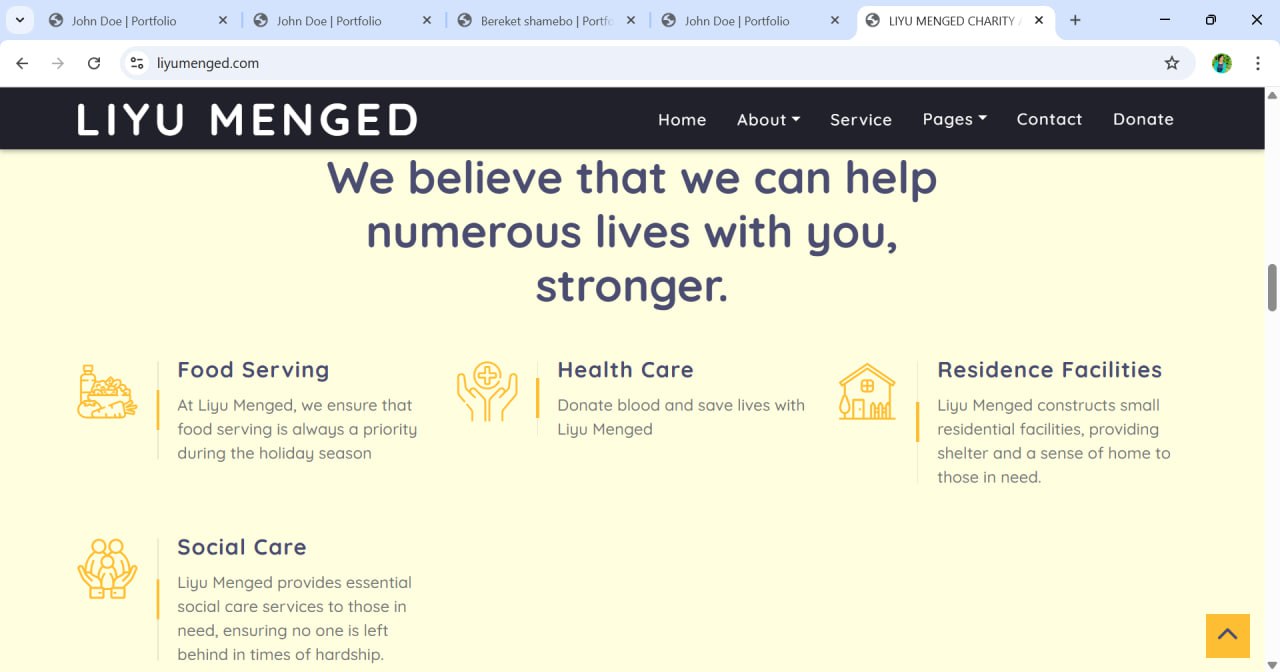 John Doe | Portfolio
John Doe | Portfolio
Bereket shamebo | Portfo
John Doe | Portfolio
LIYU MENGED CHARITY
liyumenged.com
LIYU MENGED
Home About Service Pages Contact Donate
We believe that we can help
numerous lives with you,
stronger.
Food Serving
At Liyu Menged, we ensure that
food serving is always a priority
during the holiday season
Health Care
Donate blood and save lives with
Liyu Menged
Residence Facilities
Liyu Menged constructs small
residential facilities, providing
shelter and a sense of home to
those in need.
Social Care
Liyu Menged provides essential
social care services to those in
need, ensuring no one is left
behind in times of hardship.